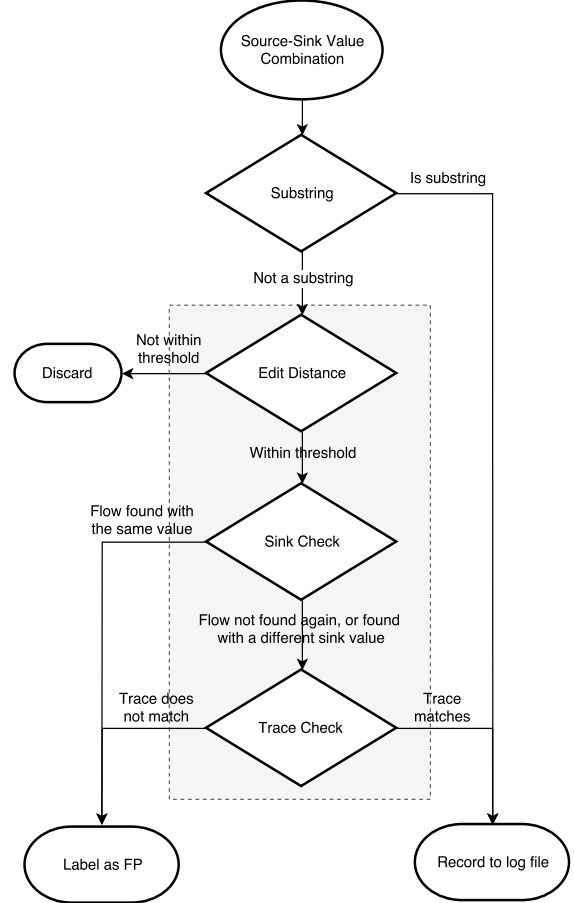 Source-Sink Value
Combination
Substring
Is substring
Not a substring
Not within
threshold
Discard
Edit Distance
Within threshold
Flow found with
the same value
Sink Check
Flow not found again, or found
with a different sink value
Trace does
not match
Trace Check
Trace
matches
Label as FP
Record to log file